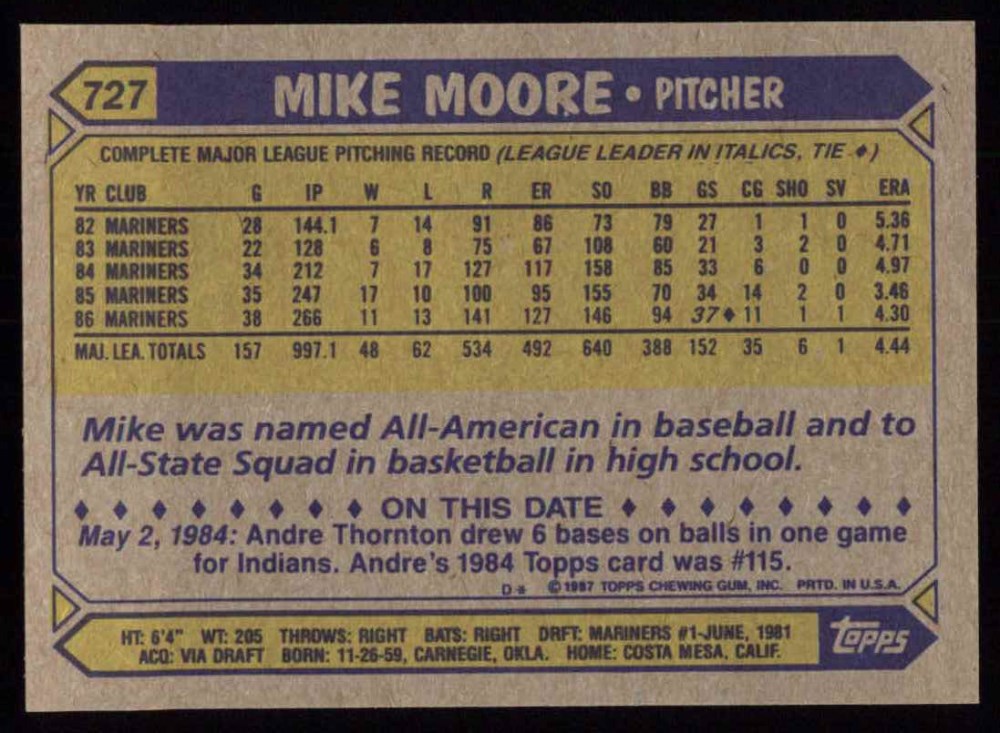 727 MIKE MOORE • PITCHER
COMPLETE MAJOR LEAGUE PITCHING RECORD (LEAGUE LEADER IN ITALICS, TIE ♦)
YR CLUB G IP W L R ER SO BB GS CG SHO SV ERA
82 MARINERS 28 144.1 7 14 91 86 73 79 27 1 1 0 5.36
83 MARINERS 22 128 6 8 75 67 108 60 21 3 2 0 4.71
84 MARINERS 34 212 7 17 127 117 158 85 33 6 0 0 4.97
85 MARINERS 35 247 17 10 100 95 155 70 34 14 2 0 3.46
86 MARINERS 38 266 11 13 141 127 146 94 37♦ 11 1 1 4.30
MAJ. LEA. TOTALS 157 997.1 48 62 534 492 640 388 152 35 6 1 4.44
Mike was named All-American in baseball and to
All-State Squad in basketball in high school.
♦ ♦ ♦ ♦ ♦ ♦ ♦ ♦ ON THIS DATE ♦ ♦ ♦ ♦ ♦ ♦ ♦ ♦
May 2, 1984: Andre Thornton drew 6 bases on balls in one game
for Indians. Andre's 1984 Topps card was #115.
©1987 TOPPS CHEWING GUM, INC. PRTD. IN U.S.A.
HT: 6'4" WT: 205 THROWS: RIGHT BATS: RIGHT DRFT: MARINERS #1-JUNE, 1981
ACQ: VIA DRAFT BORN: 11-26-59, CARNEGIE, OKLA. HOME: COSTA MESA, CALIF.
topps